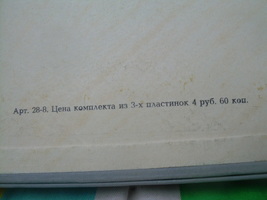 Арт. 28-8. Цена комплекта из 3-х пластинок 4 руб. 60 коп.